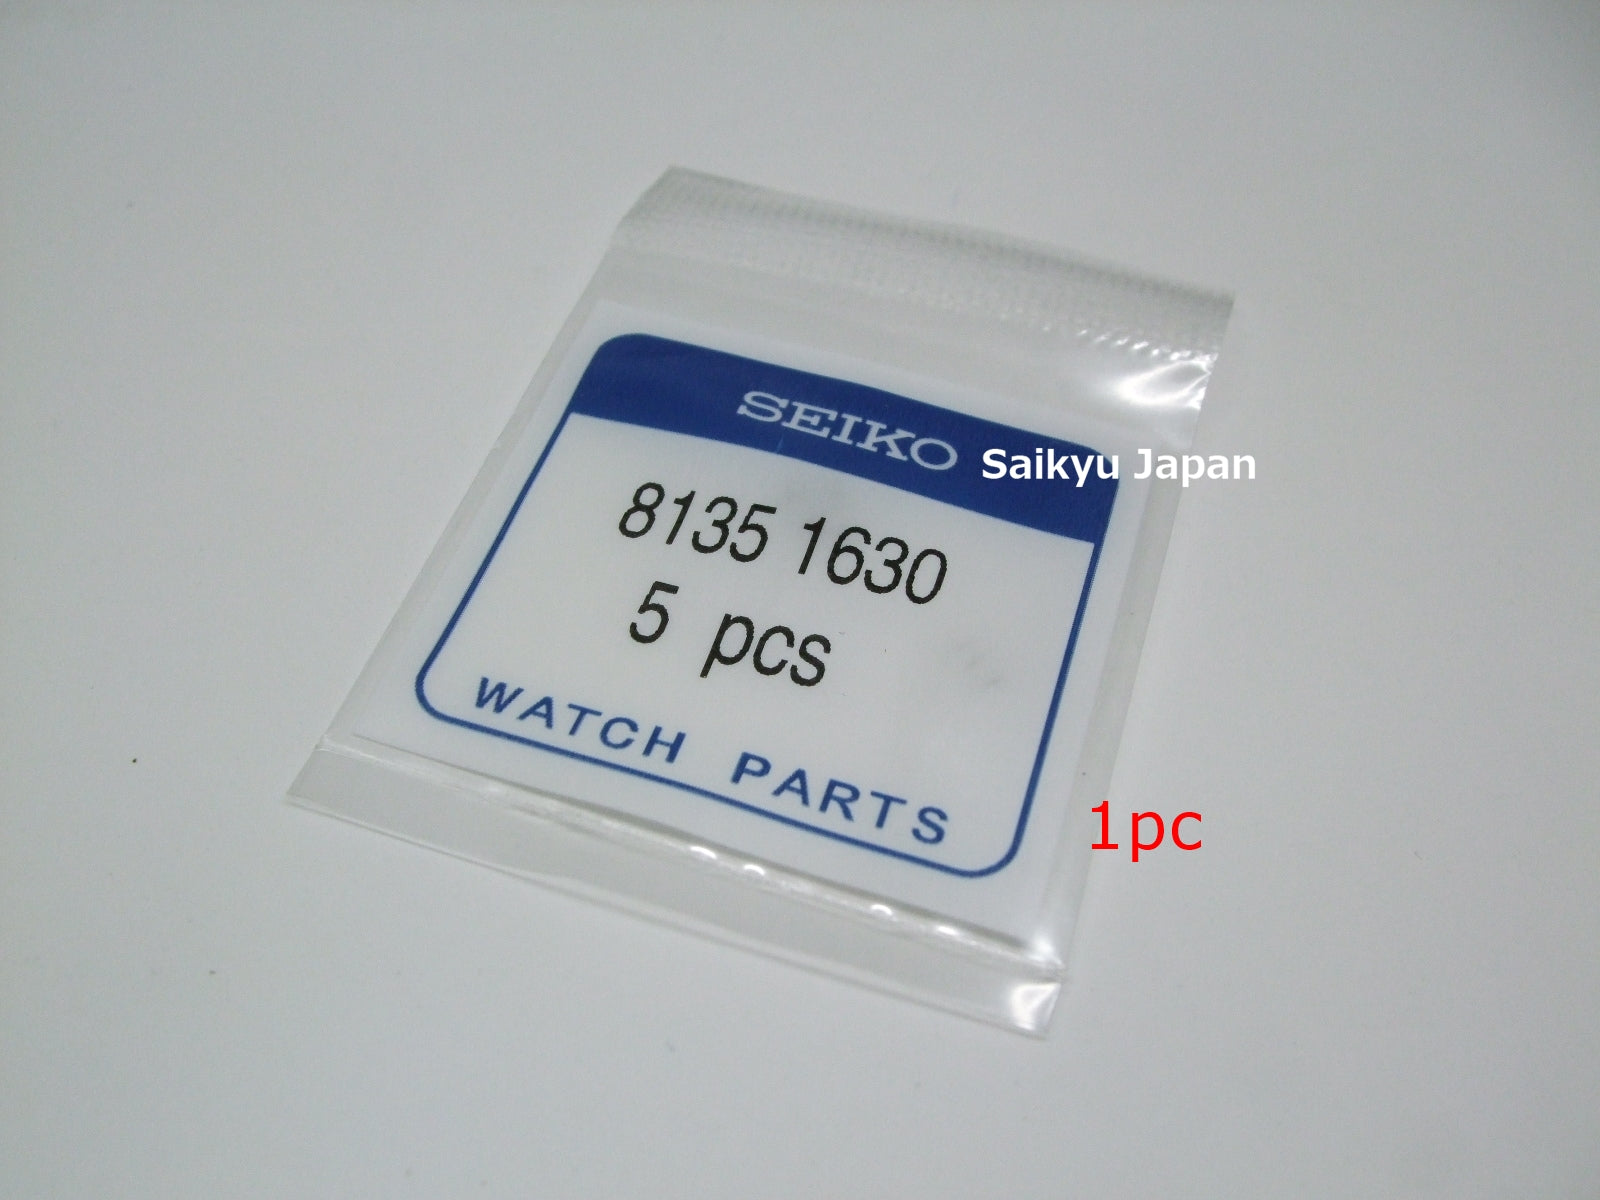 SEIKO
Saikyu Japan
8135 1630
5 pcs
WATCH PARTS
1pc